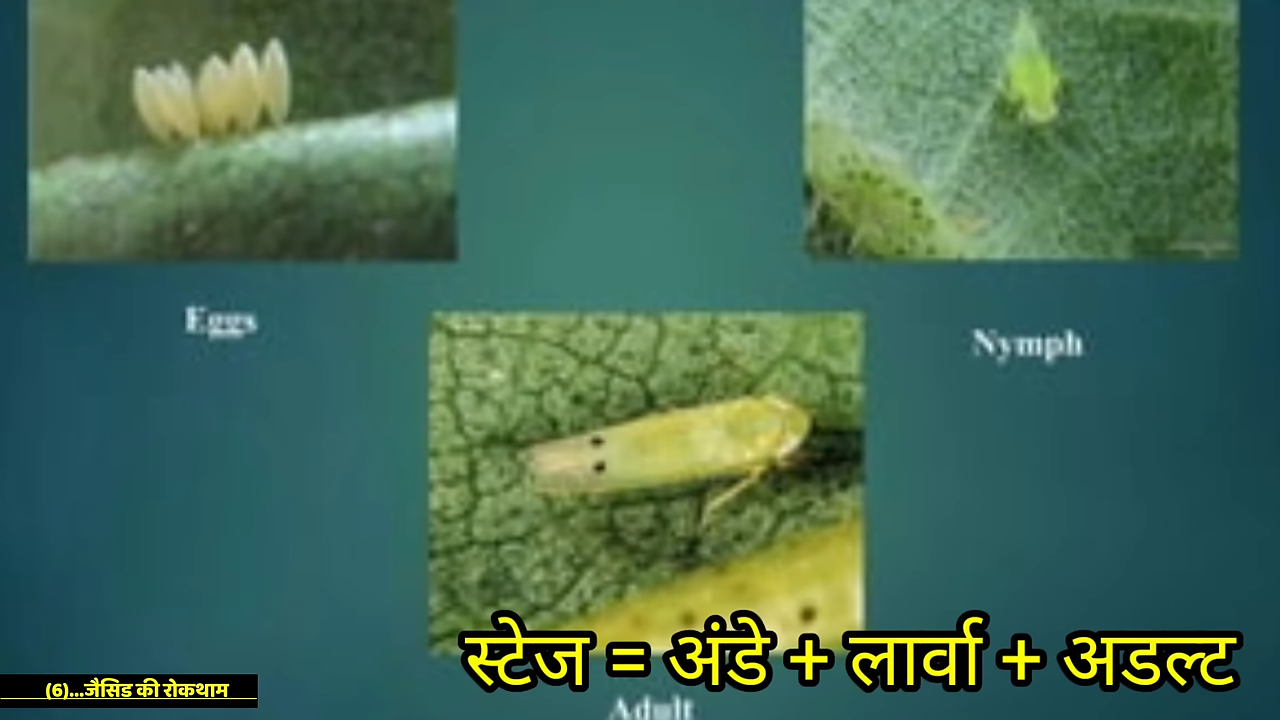 Eggs
Nymph
स्टेज = अंडे + लार्वा + अडल्ट
(6)...जैसिड की रोकथाम
Adult